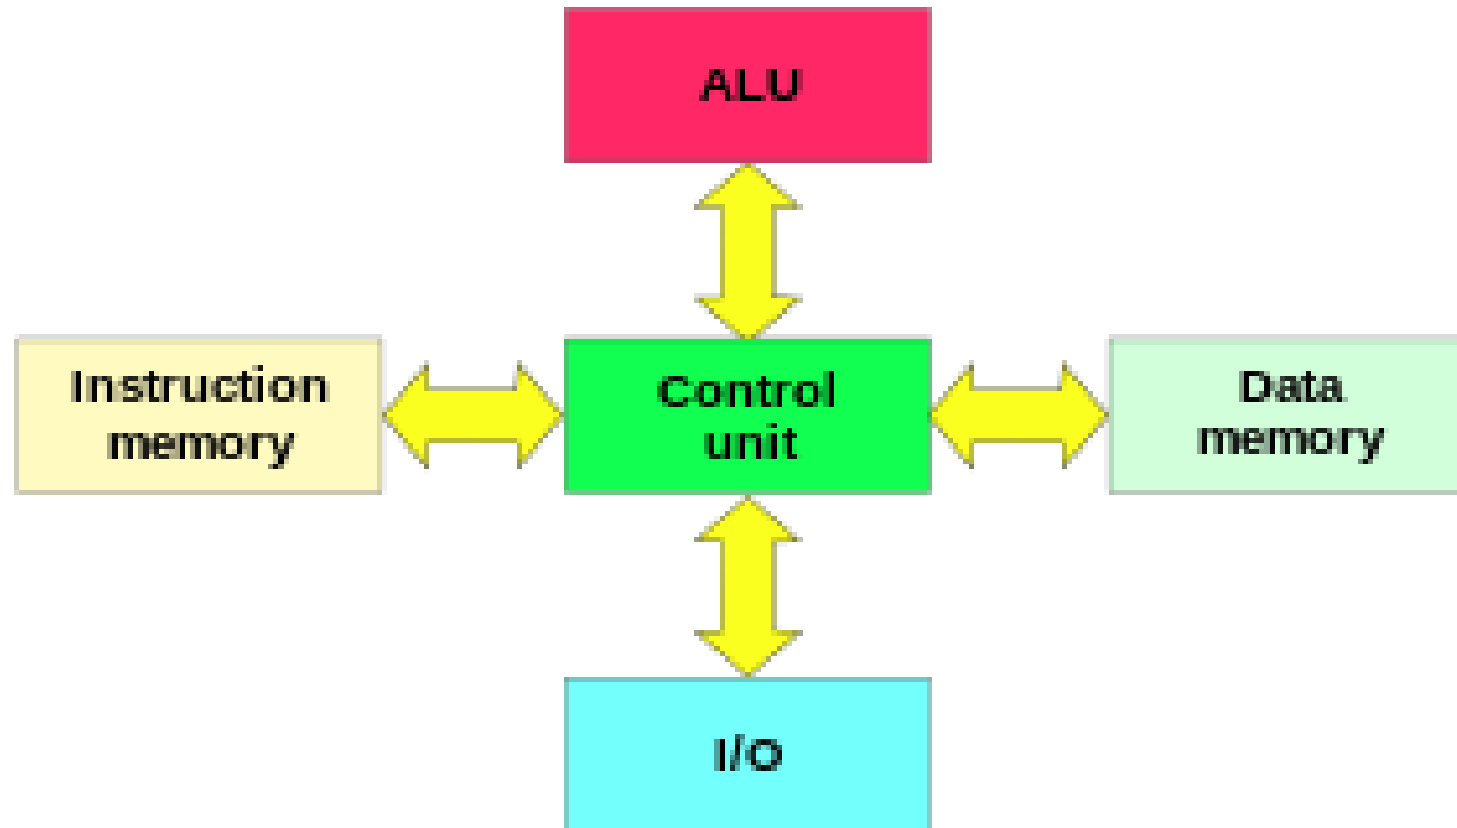 ALU
Instruction
memory
Control
unit
Data
memory
I/O